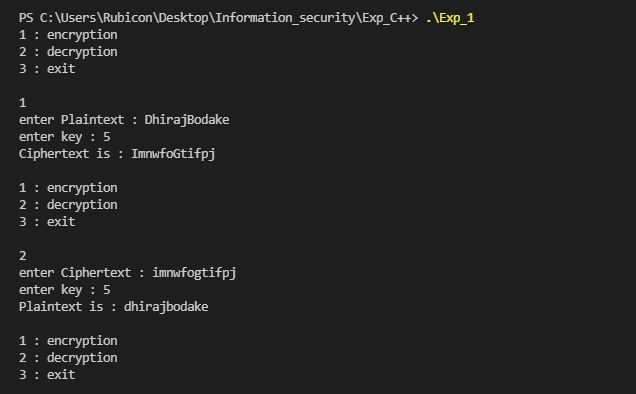 PS C:\Users\Rubicon\Desktop\Information_security\Exp_C++> .\Exp_1
1 : encryption
2 : decryption
3 : exit

1
enter Plaintext : DhirajBodake
enter key : 5
Ciphertext is : ImnwfoGtifpj

1 : encryption
2 : decryption
3 : exit

2
enter Ciphertext : imnwfogtifpj
enter key : 5
Plaintext is : dhirajbodake

1 : encryption
2 : decryption
3 : exit